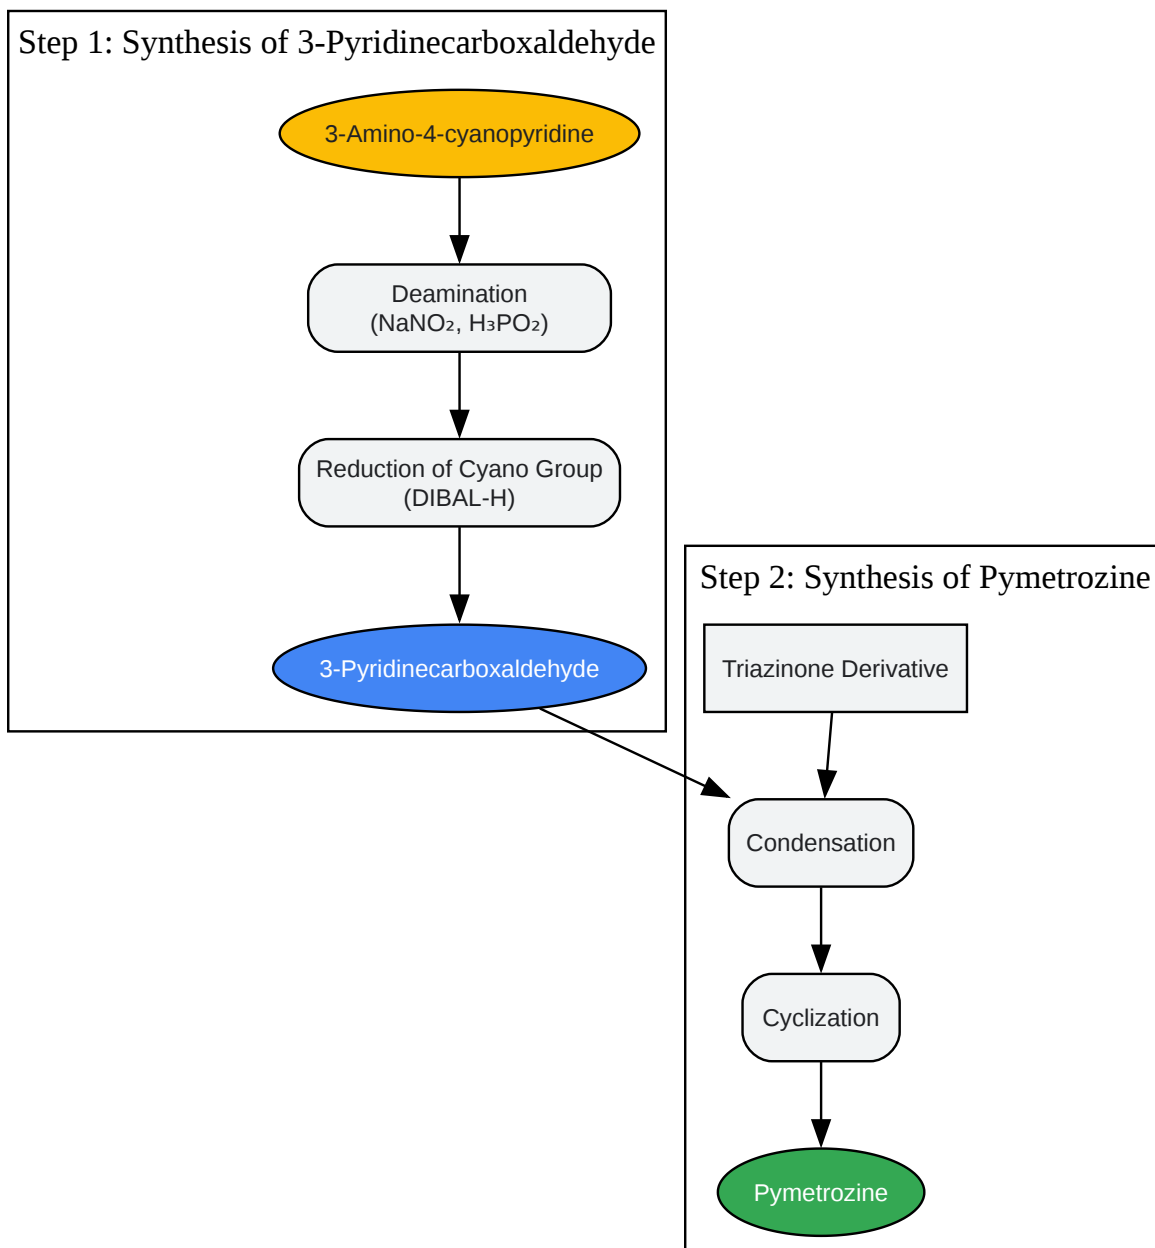 Step 1: Synthesis of 3-Pyridinecarboxaldehyde
3-Amino-4-cyanopyridine
Deamination
(NaNO₂, H₃PO₂)
Reduction of Cyano Group
(DIBAL-H)
3-Pyridinecarboxaldehyde
Step 2: Synthesis of Pymetrozine
Triazinone Derivative
Condensation
Cyclization
Pymetrozine